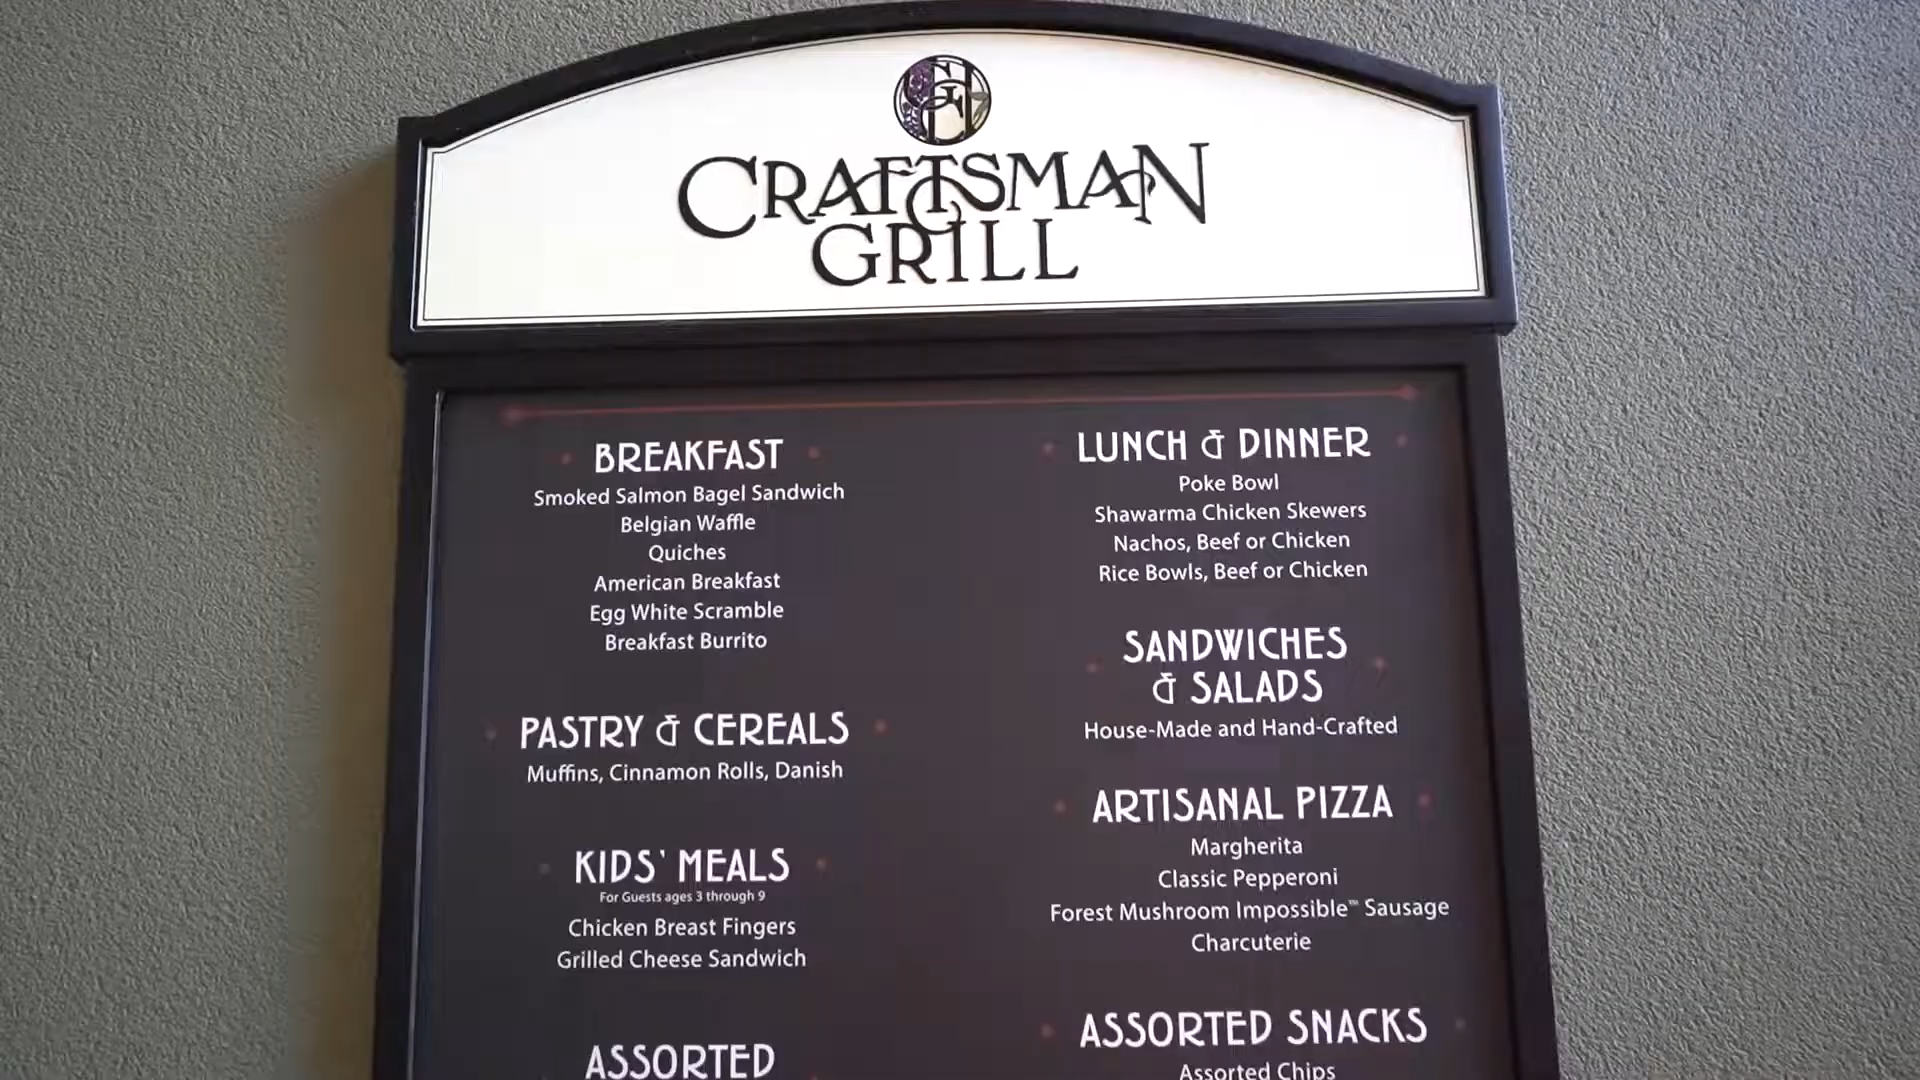 CRAFTSMAN
GRILL
BREAKFAST
Smoked Salmon Bagel Sandwich
Belgian Waffle
Quiches
American Breakfast
Egg White Scramble
Breakfast Burrito
PASTRY & CEREALS
Muffins, Cinnamon Rolls, Danish
KIDS' MEALS
For Guests ages 3 through 9
Chicken Breast Fingers
Grilled Cheese Sandwich
ASSORTED
LUNCH & DINNER
Poke Bowl
Shawarma Chicken Skewers
Nachos, Beef or Chicken
Rice Bowls, Beef or Chicken
SANDWICHES
& SALADS
House-Made and Hand-Crafted
ARTISANAL PIZZA
Margherita
Classic Pepperoni
Forest Mushroom Impossible™ Sausage
Charcuterie
ASSORTED SNACKS
Assorted Chips